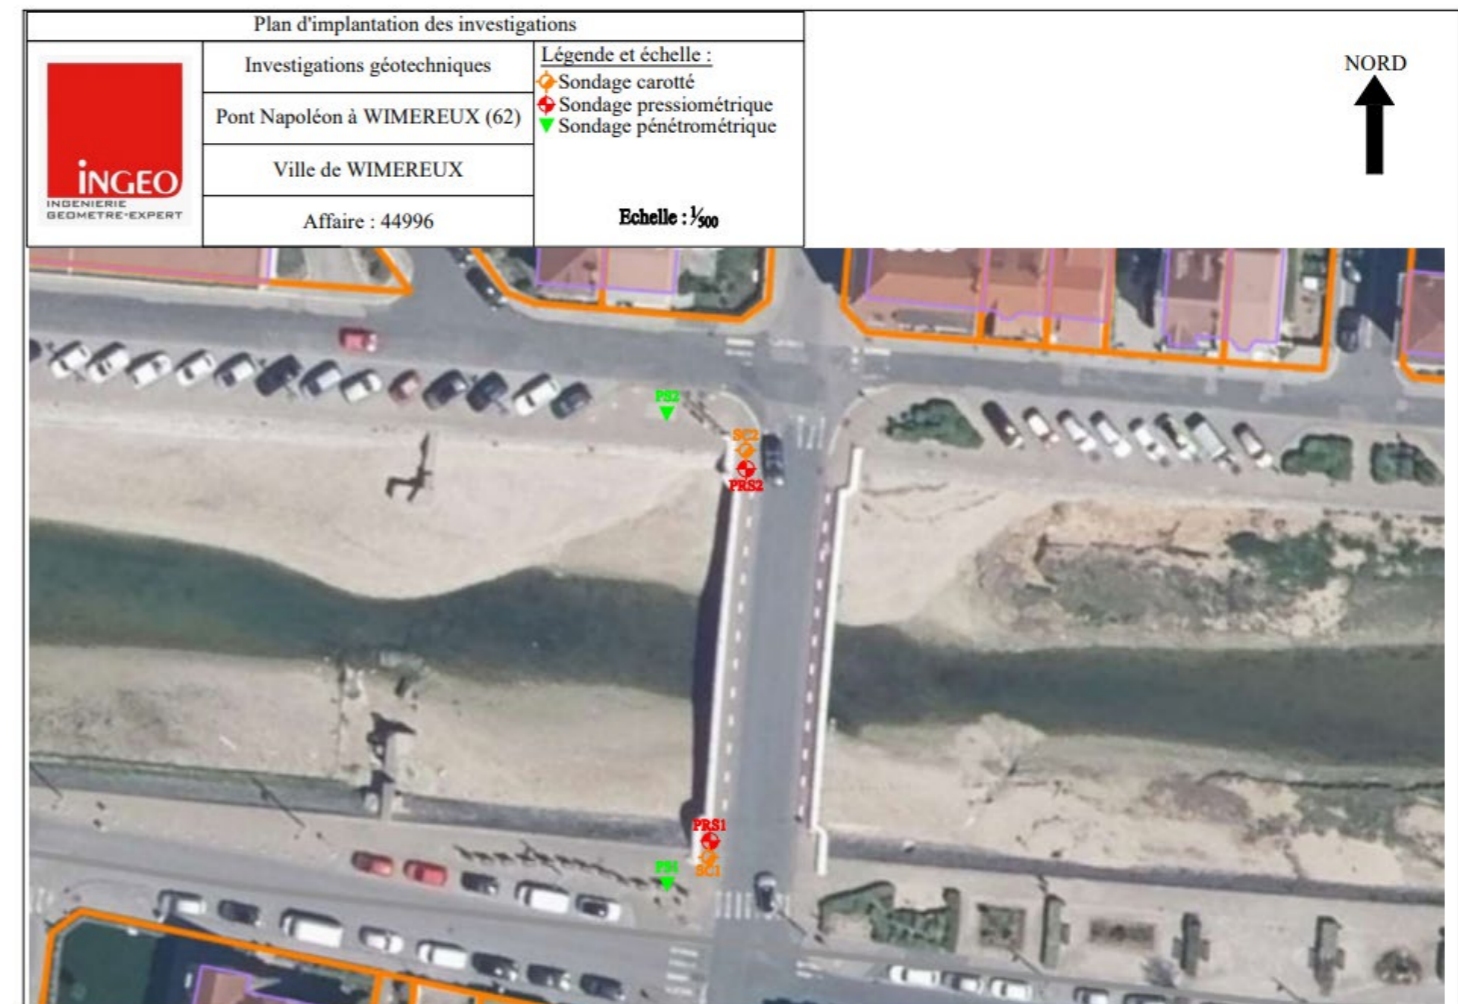 Plan d'implantation des investigations
INGEO
INGENIERIE
GEOMETRE-EXPERT
Investigations géotechniques
Pont Napoléon à WIMEREUX (62)
Ville de WIMEREUX
Affaire : 44996
Légende et échelle :
Sondage carotté
Sondage pressiométrique
Sondage pénétrométrique
Echelle : 1/500
NORD
PS2
SC2
PRS2
PRS1
SC1
PS1